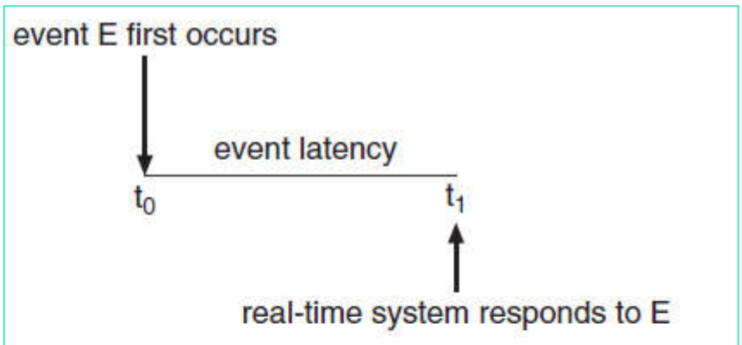 event E first occurs
event latency
t₀
t₁
real-time system responds to E